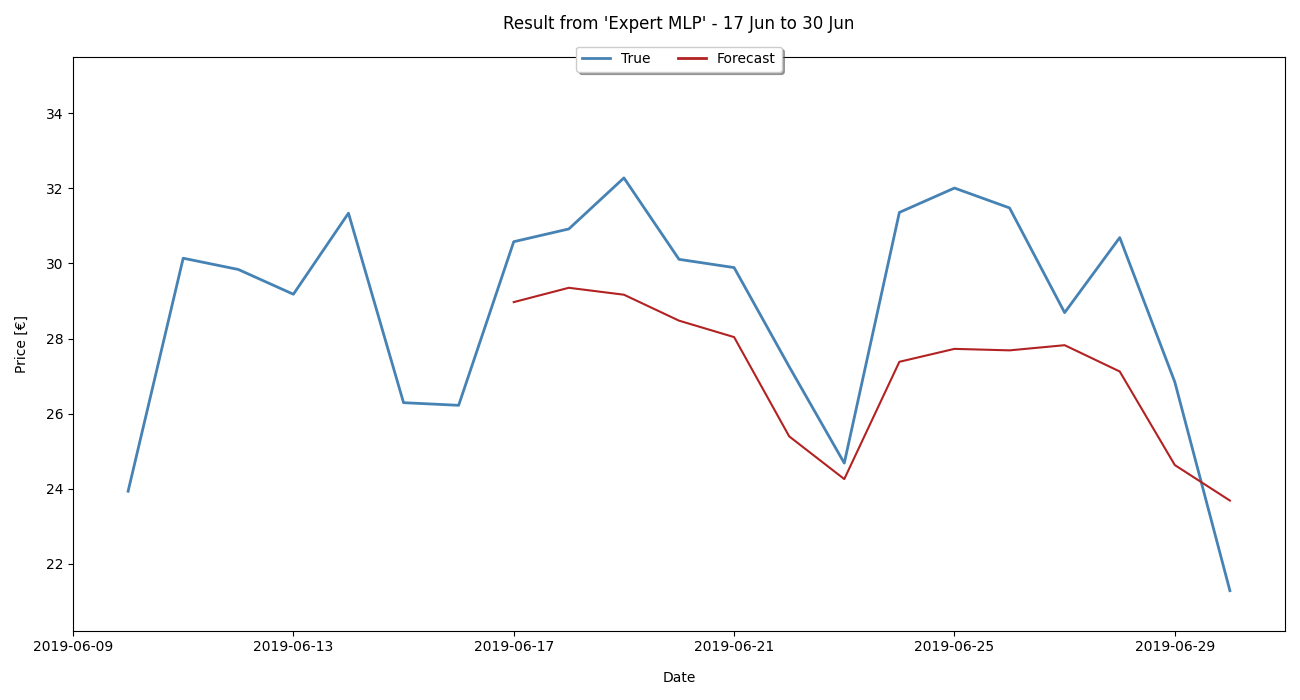 Result from 'Expert MLP' - 17 Jun to 30 Jun
True Forecast
Price [€]
34
32
30
28
26
24
22
2019-06-09 2019-06-13 2019-06-17 2019-06-21 2019-06-25 2019-06-29
Date